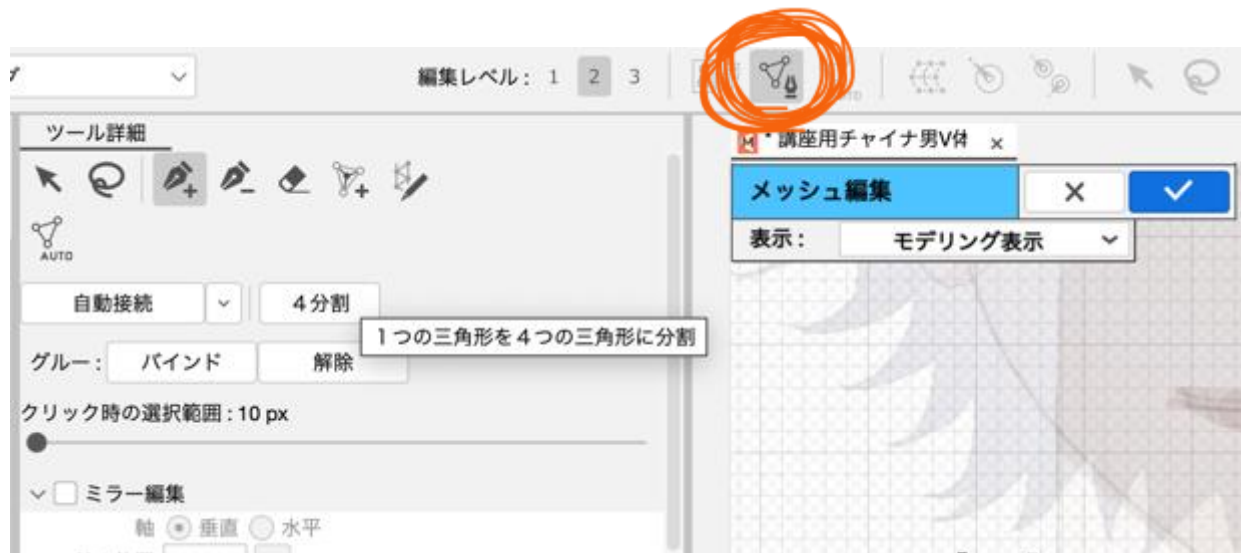 編集レベル： 1 2 3
ツール詳細
講座用チャイナ男V体 ×
メッシュ編集
表示： モデリング表示
AUTO
自動接続 4分割
1つの三角形を4つの三角形に分割
グルー： バインド 解除
クリック時の選択範囲：10 px
ミラー編集
軸 垂直 水平